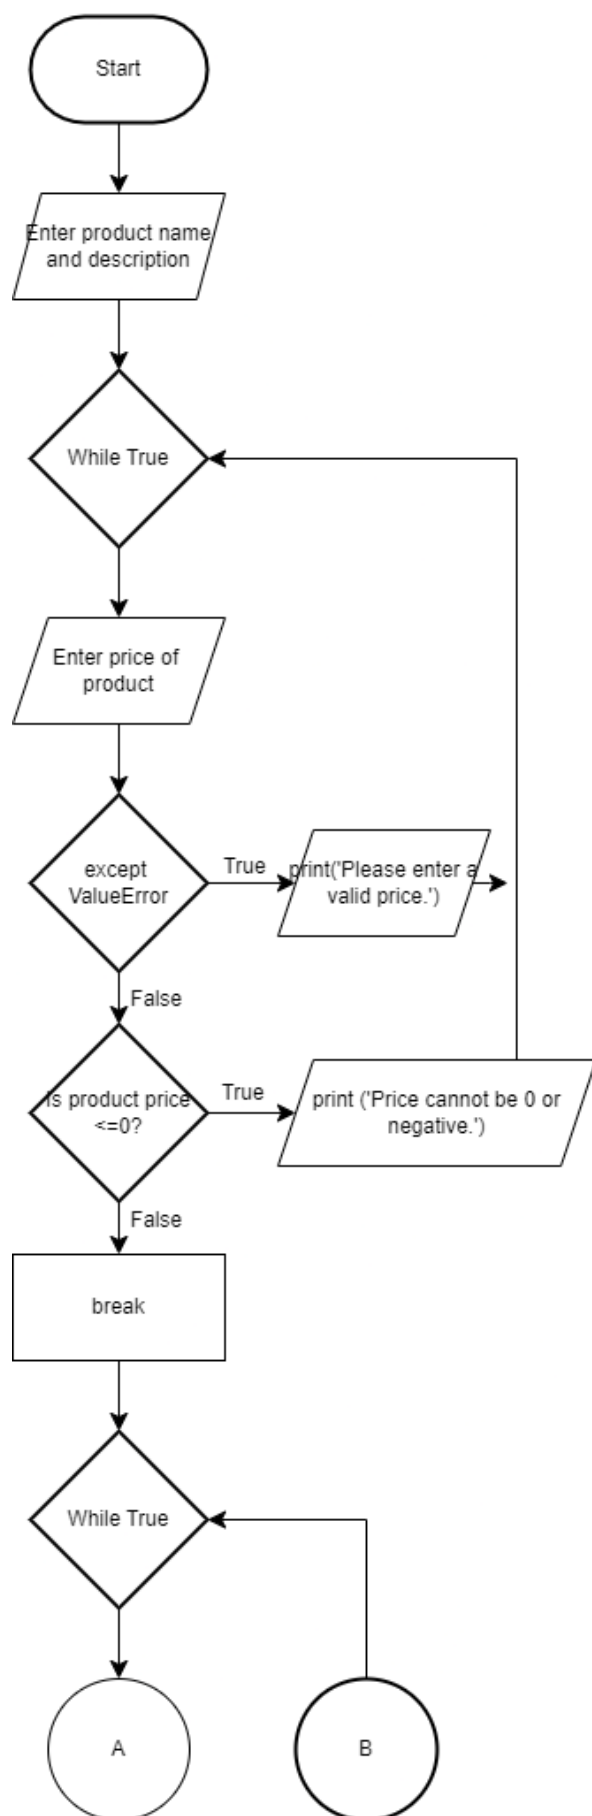 Start
Enter product name
and description
While True
Enter price of
product
except
ValueError
True
print('Please enter a
valid price.')
False
Is product price
<=0?
True
print ('Price cannot be 0 or
negative.')
False
break
While True
A
B